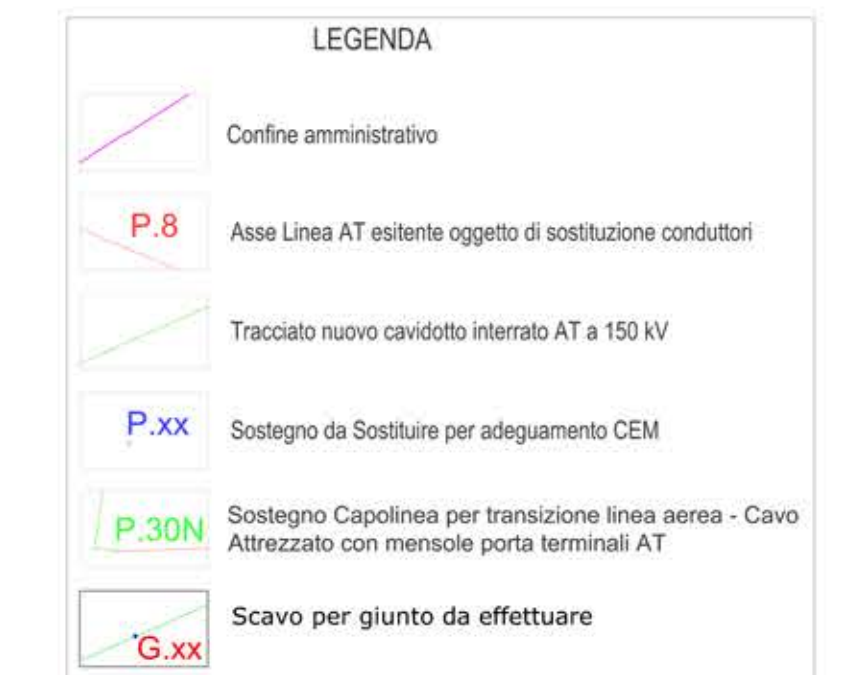 LEGENDA
Confine amministrativo
P.8
Asse Linea AT esitente oggetto di sostituzione conduttori
Tracciato nuovo cavidotto interrato AT a 150 kV
P.xx
Sostegno da Sostituire per adeguamento CEM
P.30N
Sostegno Capolinea per transizione linea aerea - Cavo
Attrezzato con mensole porta terminali AT
G.xx
Scavo per giunto da effettuare